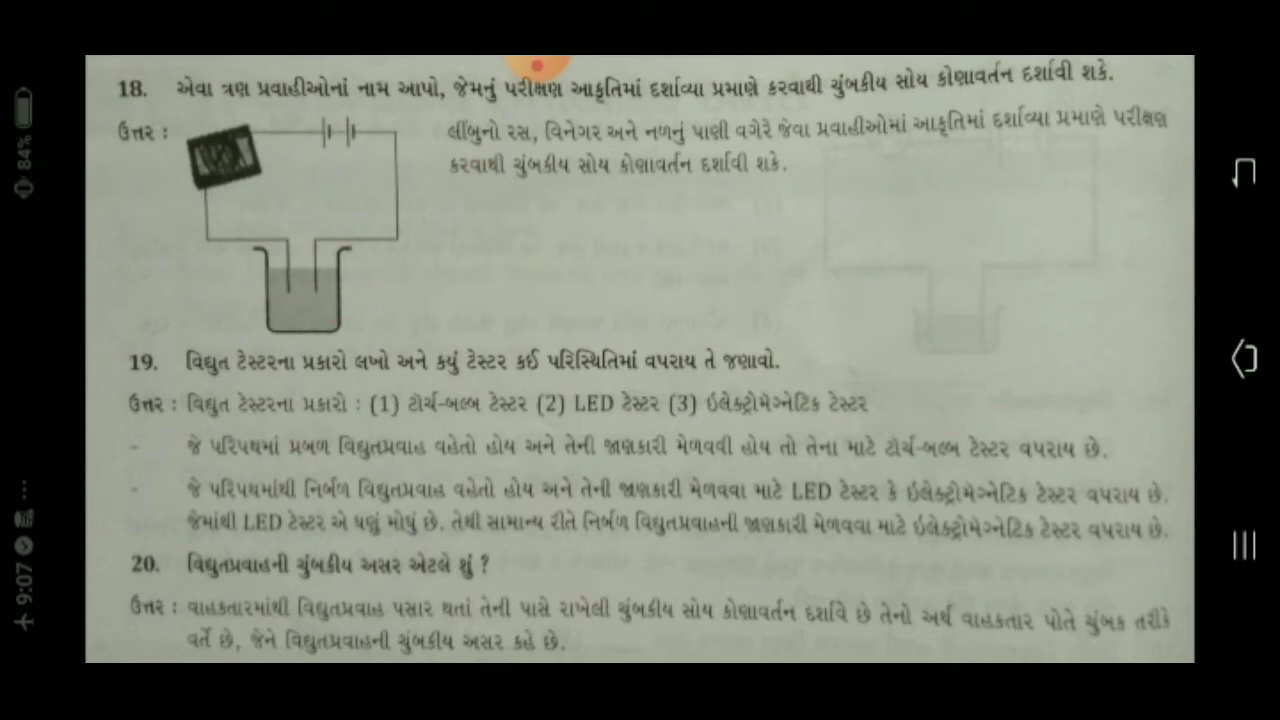 18. એવા ત્રણ પ્રવાહીઓનાં નામ આપો, જેમનું પરીક્ષણ આકૃતિમાં દર્શાવ્યા પ્રમાણે કરવાથી ચુંબકીય સોય કોણાવર્તન દર્શાવી શકે.
ઉત્તર : લીંબુનો રસ, વિનેગર અને નળનું પાણી વગેરે જેવા પ્રવાહીઓમાં આકૃતિમાં દર્શાવ્યા પ્રમાણે પરીક્ષણ
કરવાથી ચુંબકીય સોય કોણાવર્તન દર્શાવી શકે.
19. વિદ્યુત ટેસ્ટરના પ્રકારો લખો અને કયું ટેસ્ટર કઈ પરિસ્થિતિમાં વપરાય તે જણાવો.
ઉત્તર : વિદ્યુત ટેસ્ટરના પ્રકારો : (1) ટૉર્ચ-બલ્બ ટેસ્ટર (2) LED ટેસ્ટર (3) ઇલેક્ટ્રોમેગ્નેટિક ટેસ્ટર
- જે પરિપથમાં પ્રબળ વિદ્યુતપ્રવાહ વહેતો હોય અને તેની જાણકારી મેળવવી હોય તો તેના માટે ટૉર્ચ-બલ્બ ટેસ્ટર વપરાય છે.
- જે પરિપથમાંથી નિર્બળ વિદ્યુતપ્રવાહ વહેતો હોય અને તેની જાણકારી મેળવવા માટે LED ટેસ્ટર કે ઇલેક્ટ્રોમેગ્નેટિક ટેસ્ટર વપરાય છે.
જેમાંથી LED ટેસ્ટર એ ઘણું મોંઘું છે. તેથી સામાન્ય રીતે નિર્બળ વિદ્યુતપ્રવાહની જાણકારી મેળવવા માટે ઇલેક્ટ્રોમેગ્નેટિક ટેસ્ટર વપરાય છે.
20. વિદ્યુતપ્રવાહની ચુંબકીય અસર એટલે શું ?
ઉત્તર : વાહકતારમાંથી વિદ્યુતપ્રવાહ પસાર થતાં તેની પાસે રાખેલી ચુંબકીય સોય કોણાવર્તન દર્શાવે છે તેનો અર્થ વાહકતાર પોતે ચુંબક તરીકે
વર્તે છે, જેને વિદ્યુતપ્રવાહની ચુંબકીય અસર કહે છે.
84%
9:07